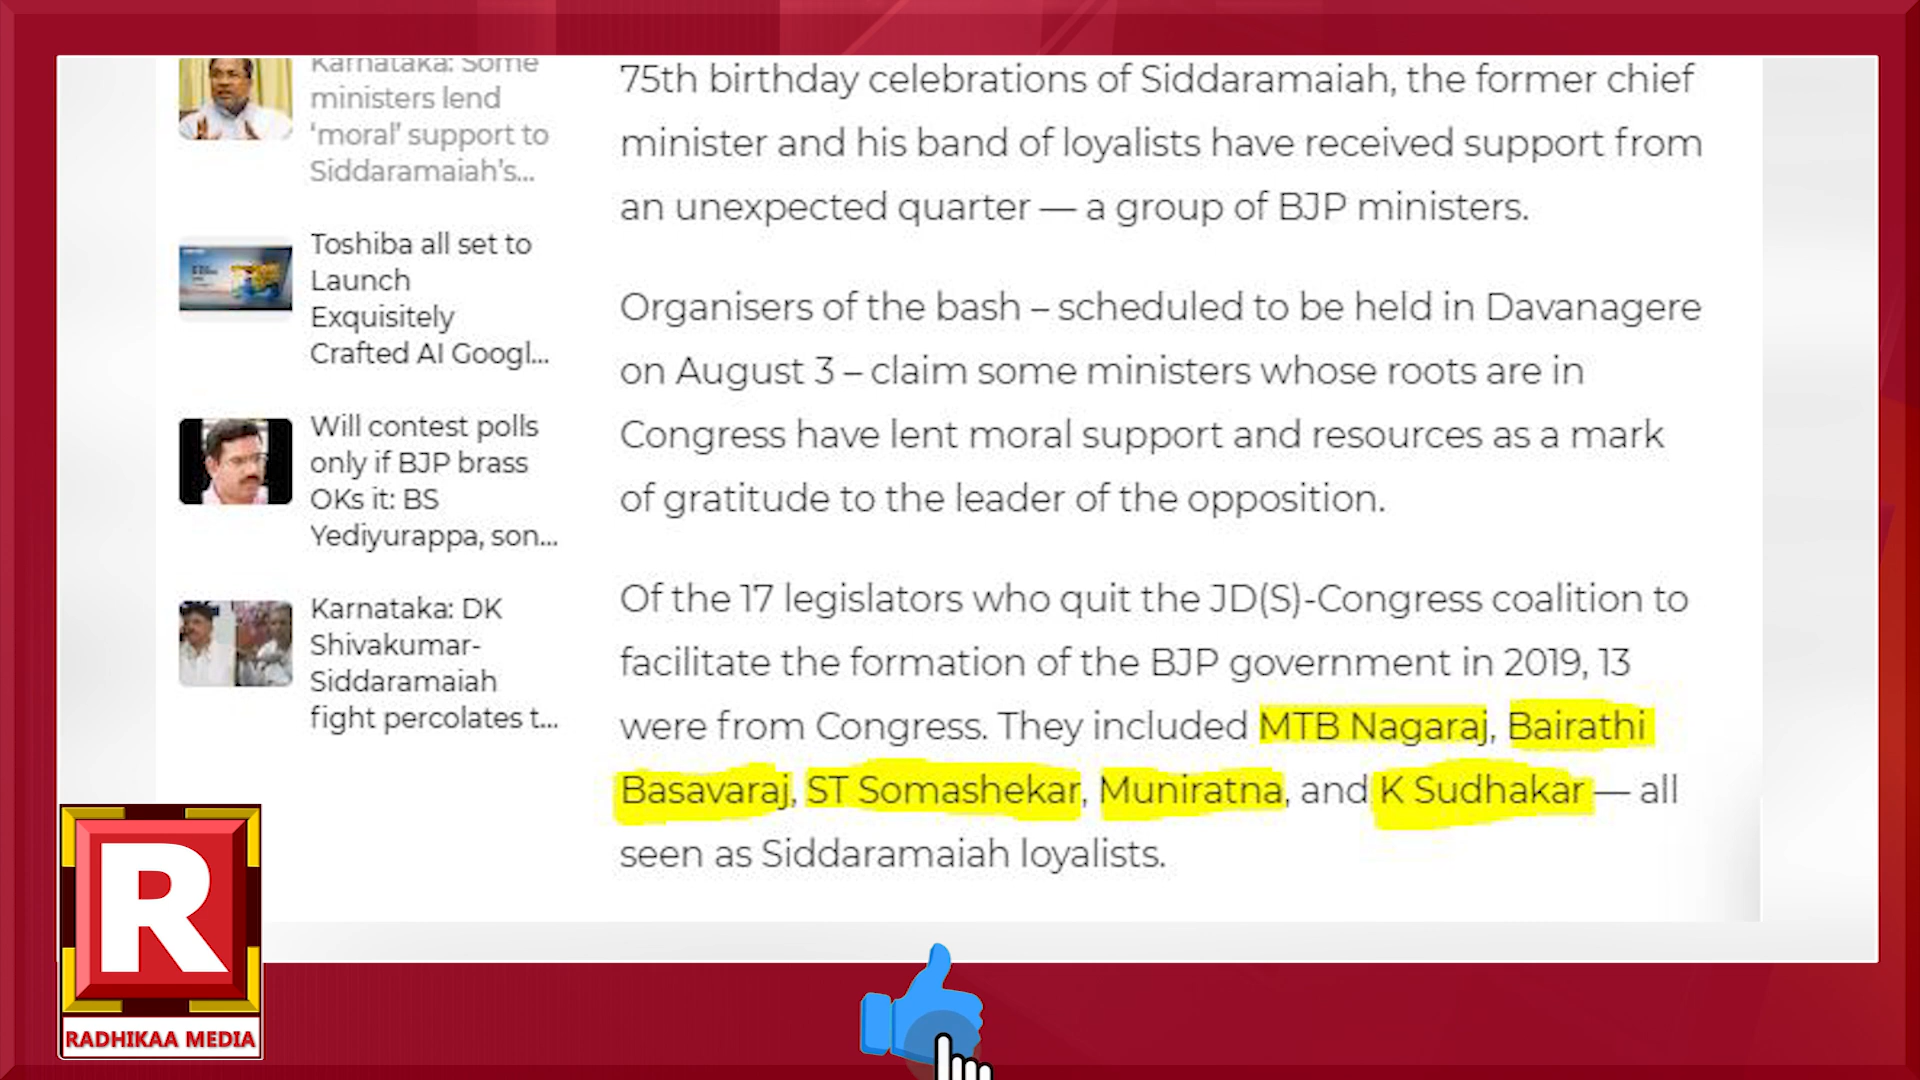 Karnataka: Some
ministers lend
‘moral’ support to
Siddaramaiah’s...
Toshiba all set to
Launch
Exquisitely
Crafted AI Googl...
Will contest polls
only if BJP brass
OKs it: BS
Yediyurappa, son...
Karnataka: DK
Shivakumar-
Siddaramaiah
fight percolates t...
75th birthday celebrations of Siddaramaiah, the former chief
minister and his band of loyalists have received support from
an unexpected quarter — a group of BJP ministers.
Organisers of the bash – scheduled to be held in Davanagere
on August 3 – claim some ministers whose roots are in
Congress have lent moral support and resources as a mark
of gratitude to the leader of the opposition.
Of the 17 legislators who quit the JD(S)-Congress coalition to
facilitate the formation of the BJP government in 2019, 13
were from Congress. They included MTB Nagaraj, Bairathi
Basavaraj, ST Somashekar, Muniratna, and K Sudhakar — all
seen as Siddaramaiah loyalists.
R
RADHIKAA MEDIA